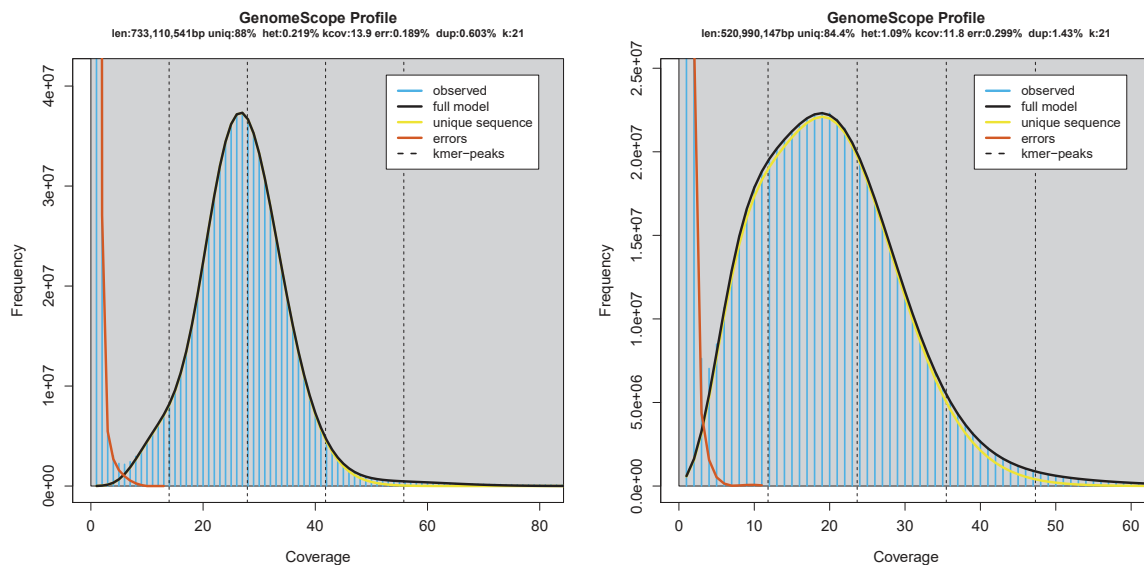 GenomeScope Profile
len:733,110,541bp uniq:88% het:0.219% kcov:13.9 err:0.189% dup:0.603% k:21
observed
full model
unique sequence
errors
kmer−peaks
Frequency
0e+00
1e+07
2e+07
3e+07
4e+07
0
20
40
60
80
Coverage
GenomeScope Profile
len:520,990,147bp uniq:84.4% het:1.09% kcov:11.8 err:0.299% dup:1.43% k:21
observed
full model
unique sequence
errors
kmer−peaks
Frequency
0.0e+00
5.0e+06
1.0e+07
1.5e+07
2.0e+07
2.5e+07
0
10
20
30
40
50
60
Coverage